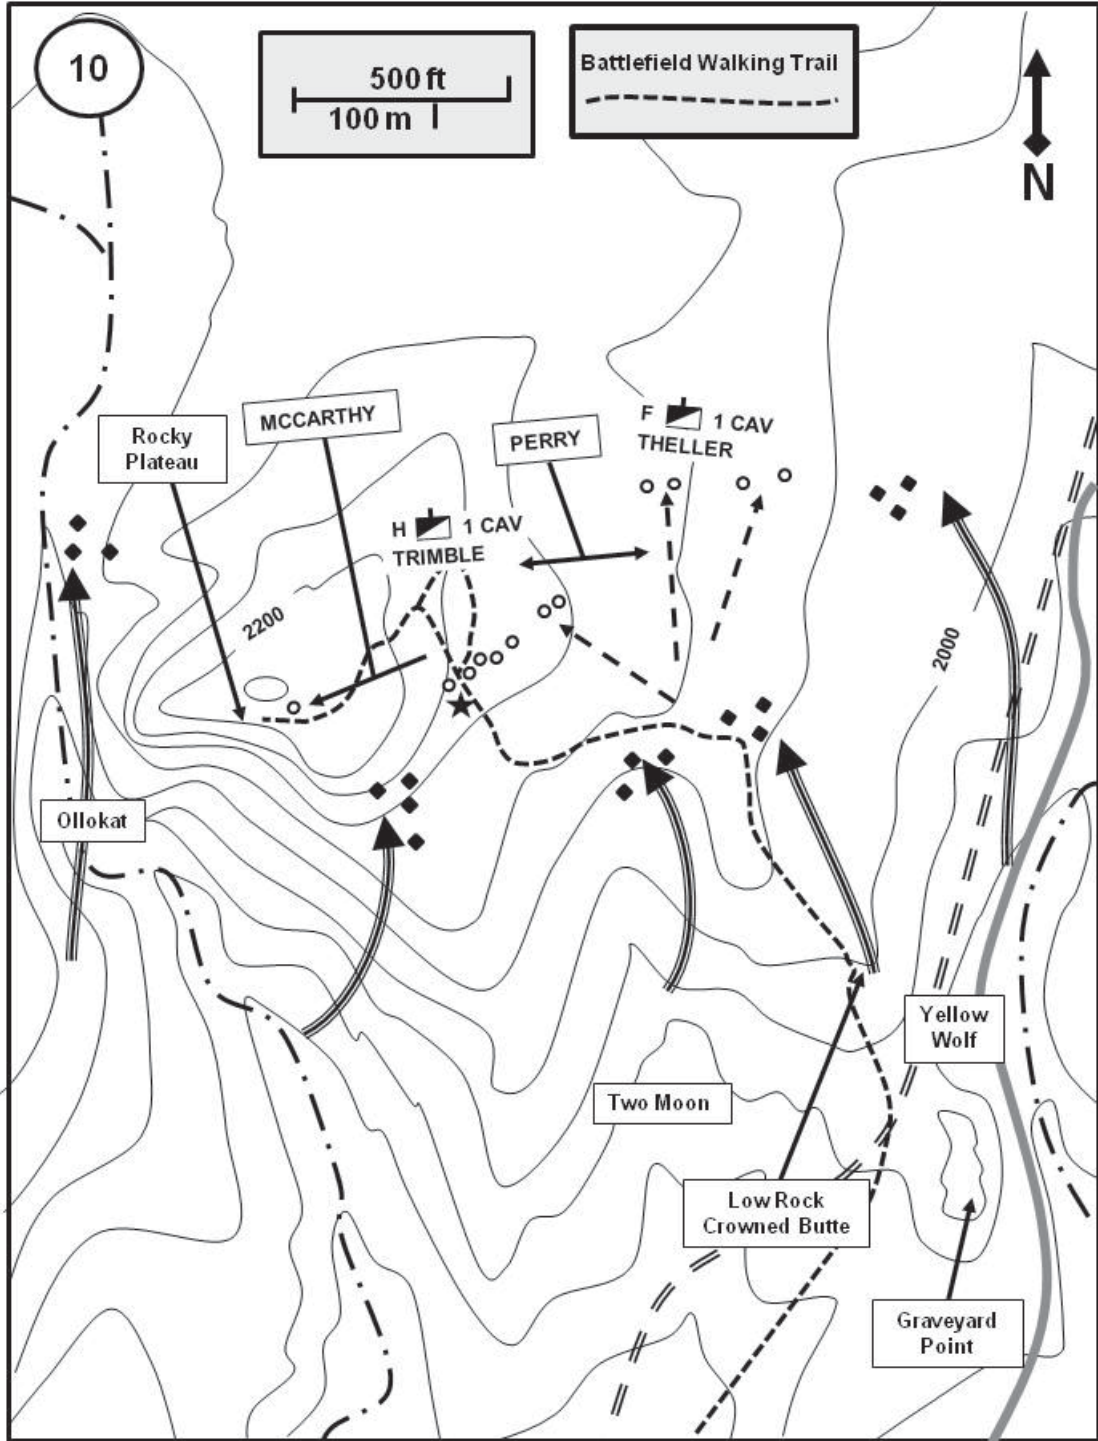 10
500 ft
100 m
Battlefield Walking Trail
N
MCCARTHY
Rocky
Plateau
PERRY
F 1 CAV
THELLER
H 1 CAV
TRIMBLE
2200
2000
Ollokat
Yellow
Wolf
Two Moon
Low Rock
Crowned Butte
Graveyard
Point